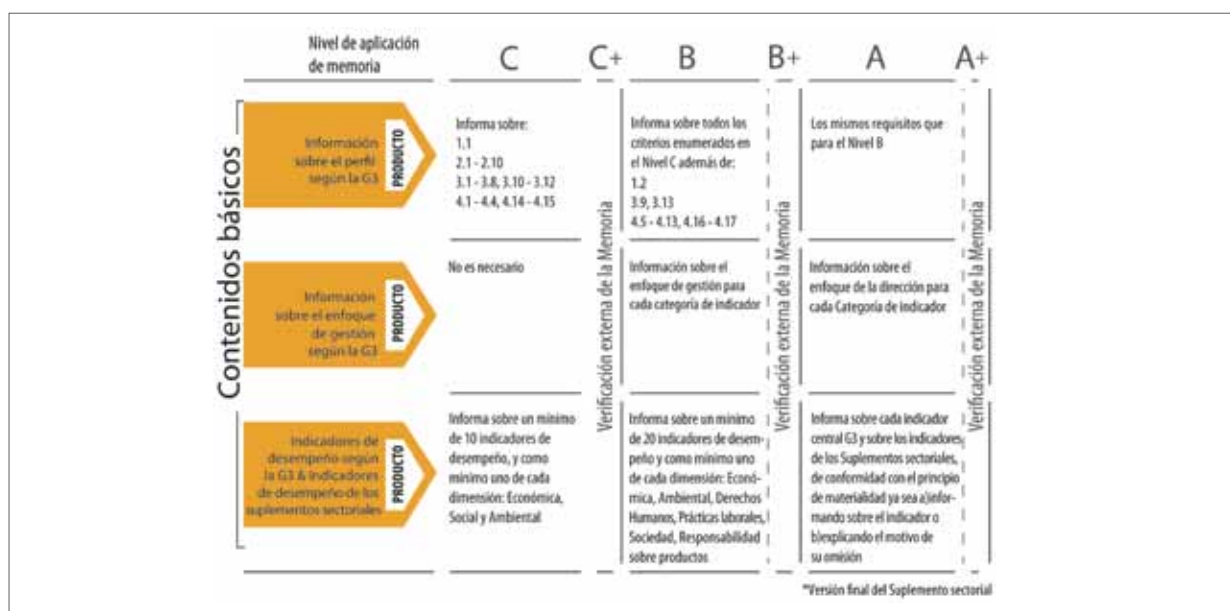 Nivel de aplicación
de memoria
C
C+
B
B+
A
A+
Contenidos básicos
Información
sobre el perfil
según la G3
PRODUCTO
Informa sobre:
1,1
2.1 - 2.10
3.1 - 3.8, 3.10 - 3.12
4.1 - 4.4, 4.14 - 4.15
Informa sobre todos los
criterios enumerados en
el Nivel C además de:
1.2
3.9, 3.13
4.5 - 4.13, 4.16 - 4.17
Los mismos requisitos que
para el Nivel B
Información
sobre el enfoque
de gestión
según la G3
PRODUCTO
No es necesario
Información sobre el
enfoque de gestión para
cada categoría de indicador
Información sobre el
enfoque de la dirección para
cada Categoría de indicador
Indicadores de
desempeño según
la G3 & Indicadores
de desempeño de los
suplementos sectoriales
PRODUCTO
Informa sobre un mínimo
de 10 indicadores de
desempeño, y como
mínimo uno de cada
dimensión: Económica,
Social y Ambiental
Informa sobre un mínimo
de 20 indicadores de desem-
peño y como mínimo uno
de cada dimensión: Econó-
mica, Ambiental, Derechos
Humanos, Prácticas laborales,
Sociedad, Responsabilidad
sobre productos
Informa sobre cada indicador
central G3 y sobre los indicadores
de los Suplementos sectoriales,
de conformidad con el principio
de materialidad ya sea a)infor-
mando sobre el indicador o
b)explicando el motivo de
su omisión
Verificación externa de la Memoria
Verificación externa de la Memoria
Verificación externa de la Memoria
**Versión final del Suplemento sectorial